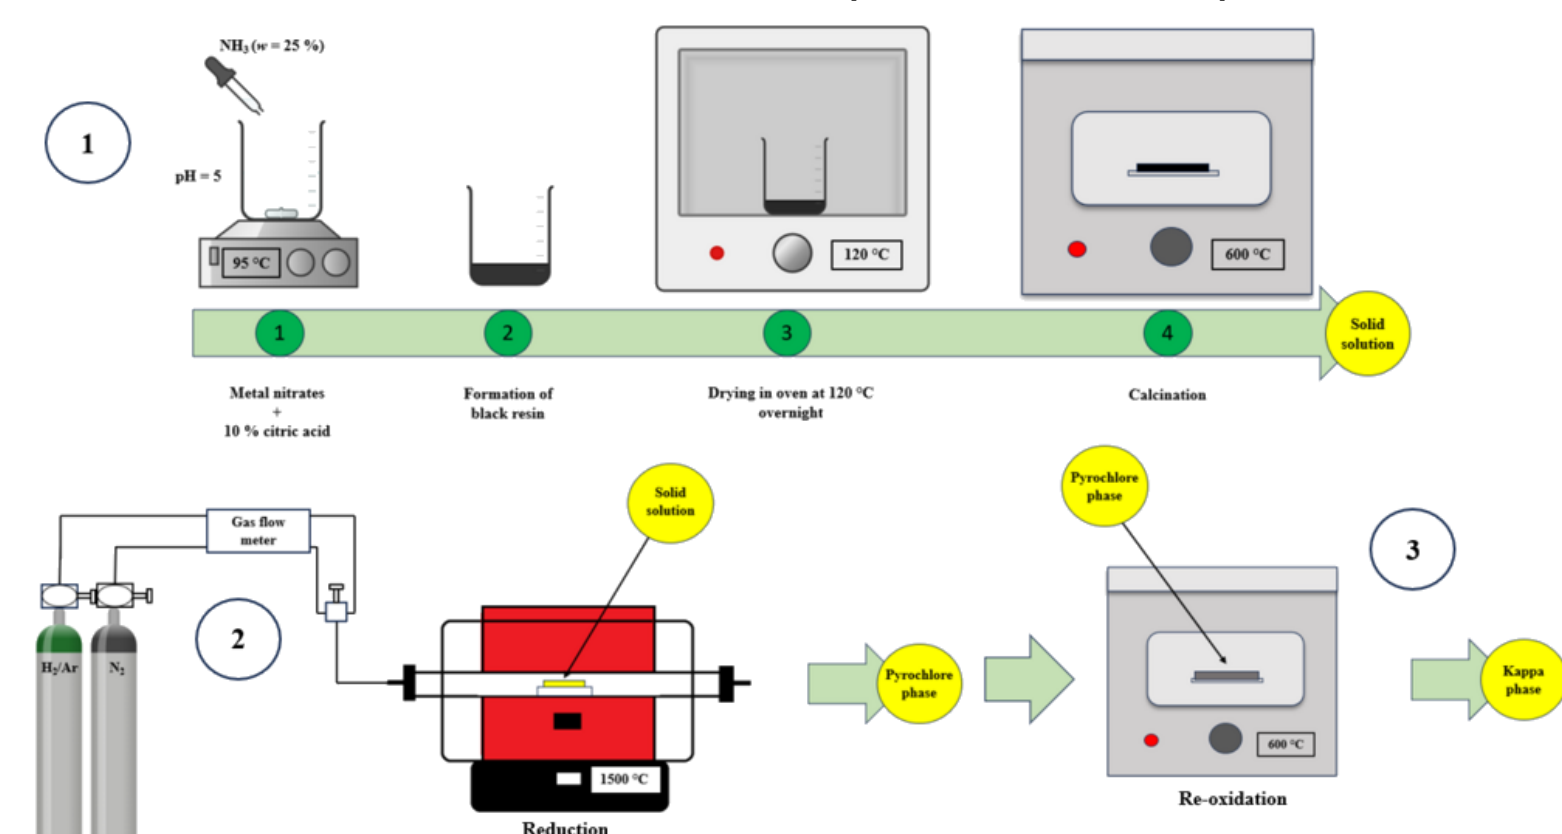 NH₃ (w = 25 %)
1
pH = 5
95 °C
120 °C
600 °C
1
2
3
4
Solid
solution
Metal nitrates
+
10 % citric acid
Formation of
black resin
Drying in oven at 120 °C
overnight
Calcination
Gas flow
meter
Solid
solution
Pyrochlore
phase
3
2
H₂/Ar
N₂
Pyrochlore
phase
Kappa
phase
600 °C
1500 °C
Re-oxidation
Reduction